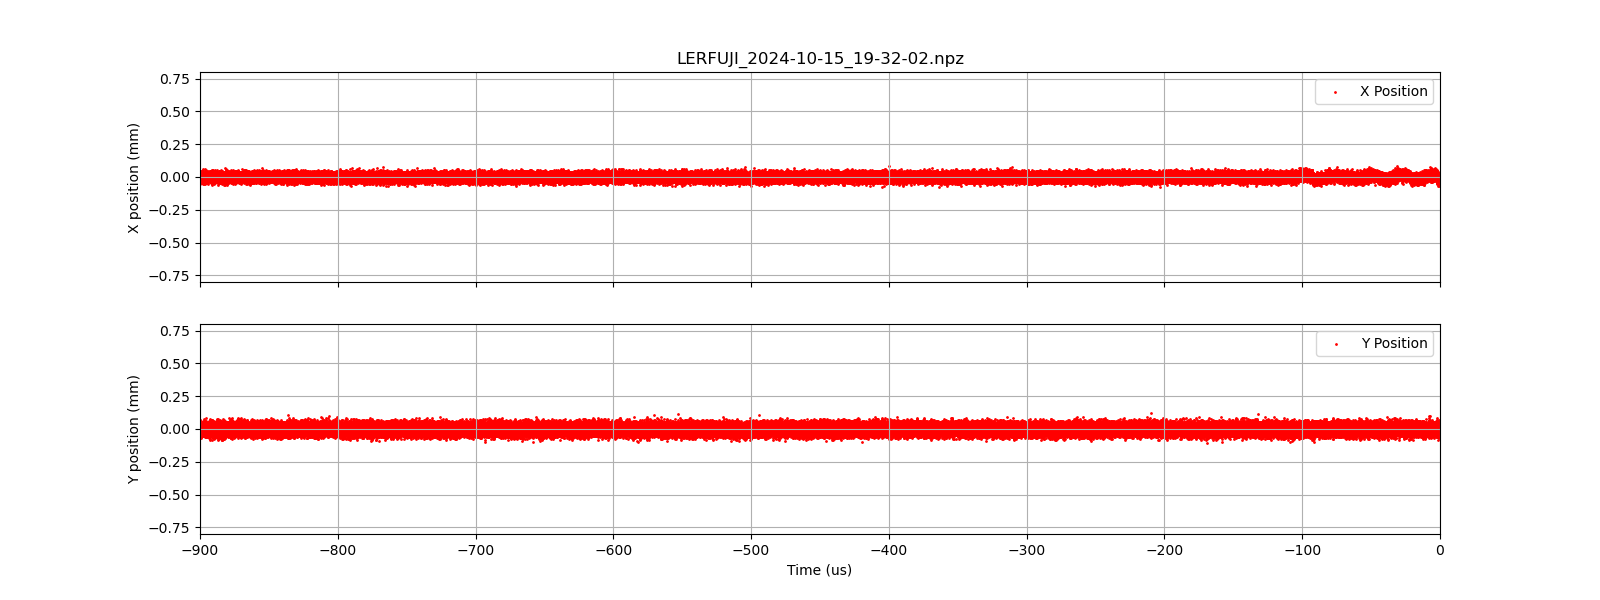 LERFUJI_2024-10-15_19-32-02.npz
0.75
0.50
0.25
0.00
−0.25
−0.50
−0.75
X position (mm)
X Position
0.75
0.50
0.25
0.00
−0.25
−0.50
−0.75
Y position (mm)
Y Position
−900 −800 −700 −600 −500 −400 −300 −200 −100 0
Time (us)